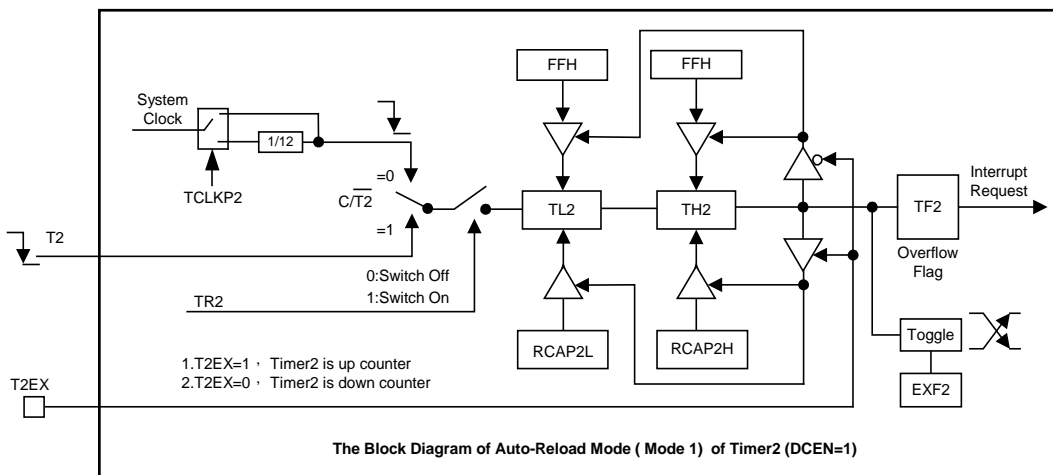 FFH
FFH
System
Clock
1/12
TCLKP2
=0
C/T2
=1
T2
TL2
TH2
TF2
Interrupt
Request
Overflow
Flag
0:Switch Off
1:Switch On
TR2
RCAP2L
RCAP2H
Toggle
EXF2
1.T2EX=1， Timer2 is up counter
2.T2EX=0， Timer2 is down counter
T2EX
The Block Diagram of Auto-Reload Mode ( Mode 1) of Timer2 (DCEN=1)